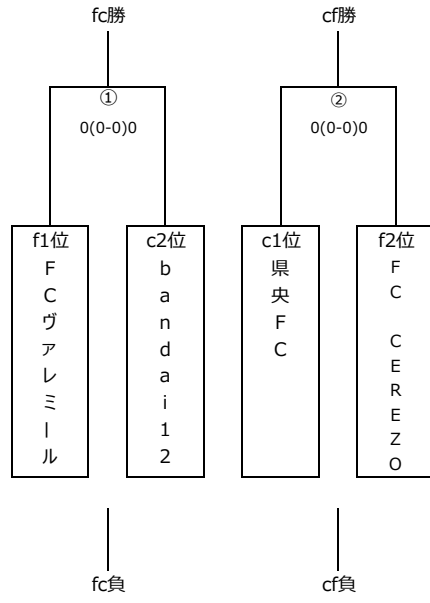 fc勝
cf勝
①
②
0(0-0)0
0(0-0)0
f1位
FCヴァレミール
c2位
bandai12
c1位
県央FC
f2位
FC CEREZO
fc負
cf負